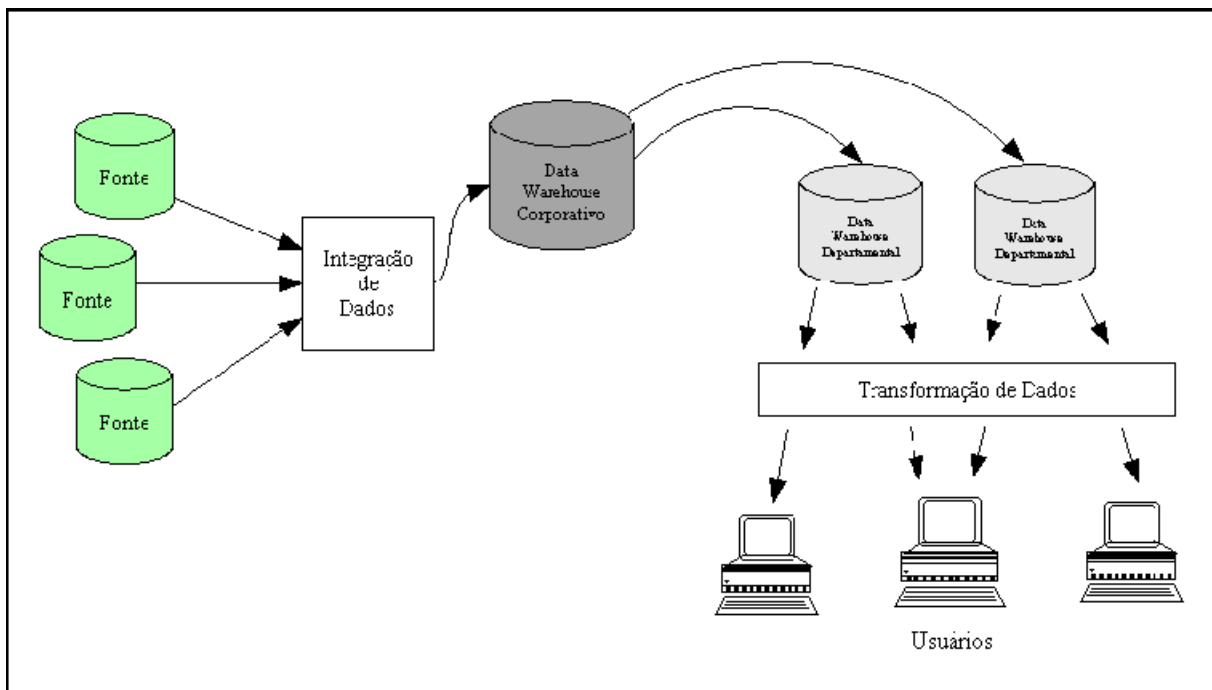 Fonte
Fonte
Fonte
Integração
de
Dados
Data
Warehouse
Corporativo
Data
Warehouse
Departamental
Data
Warehouse
Departamental
Transformação de Dados
Usuários